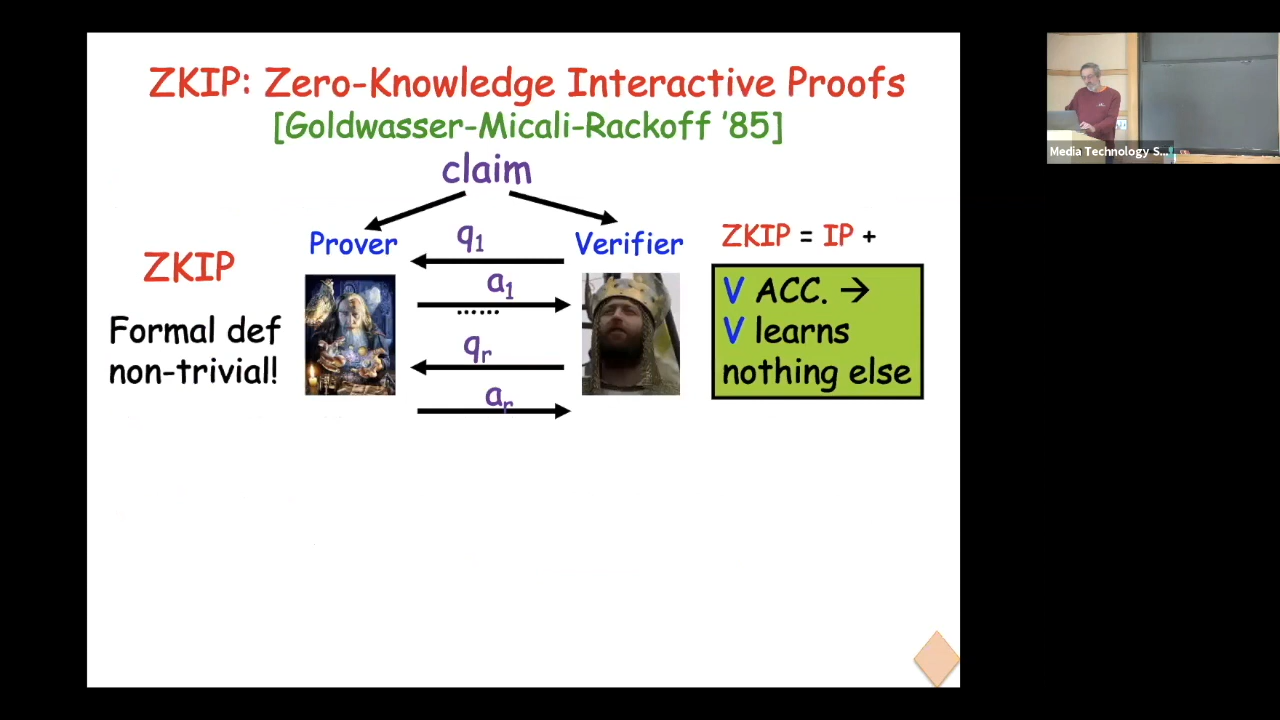 ZKIP: Zero-Knowledge Interactive Proofs
[Goldwasser-Micali-Rackoff '85]
claim
Prover
q1
Verifier
ZKIP = IP +
ZKIP
a1
......
V ACC. →
V learns
nothing else
Formal def
non-trivial!
qr
ar
Media Technology S...